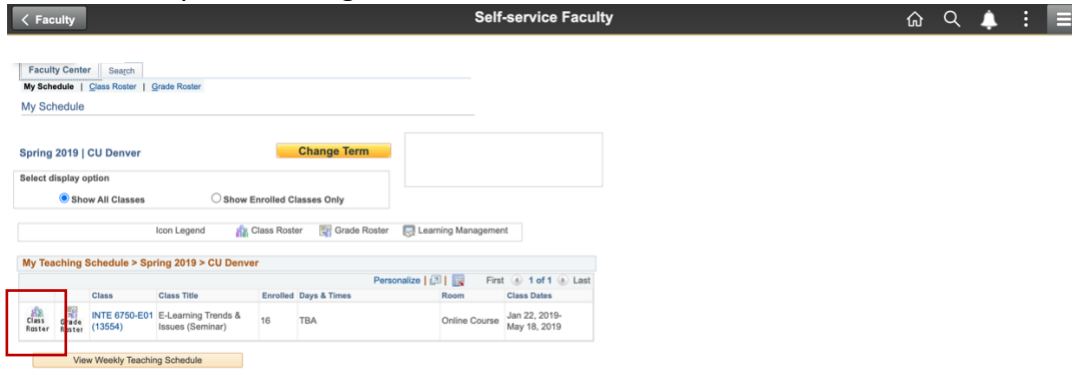 Faculty
Self-service Faculty
Faculty Center Search
My Schedule | Class Roster | Grade Roster
My Schedule
Spring 2019 | CU Denver
Change Term
Select display option
Show All Classes Show Enrolled Classes Only
Icon Legend Class Roster Grade Roster Learning Management
My Teaching Schedule > Spring 2019 > CU Denver
Personalize | | First 1 of 1 Last
Class Class Title Enrolled Days & Times Room Class Dates
Class Roster Grade Roster INTE 6750-E01 (13554) E-Learning Trends & Issues (Seminar) 16 TBA Online Course Jan 22, 2019- May 18, 2019
View Weekly Teaching Schedule